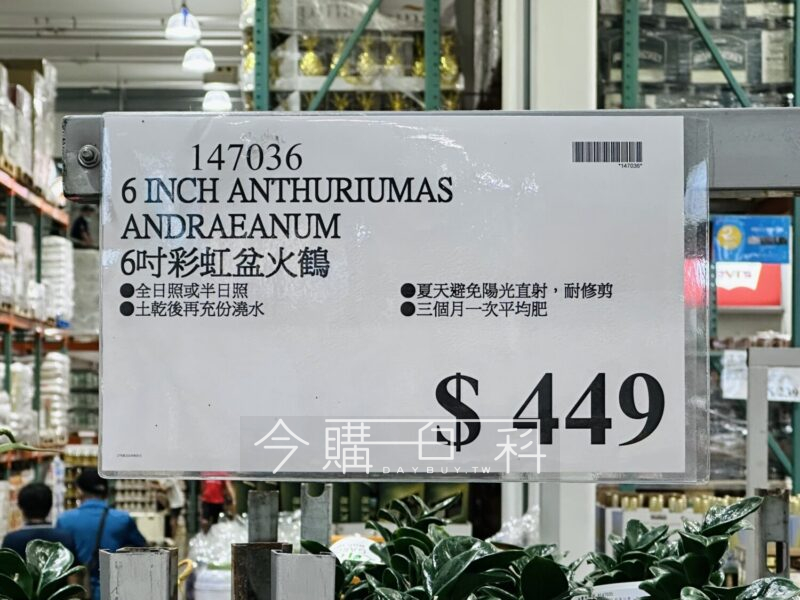 147036
*147036*
6 INCH ANTHURIUMAS
ANDRAEANUM
6吋彩虹盆火鶴
●全日照或半日照
●土乾後再充份澆水
●夏天避免陽光直射，耐修剪
●三個月一次平均肥
$ 449
今購百科
DAYBUY.TW